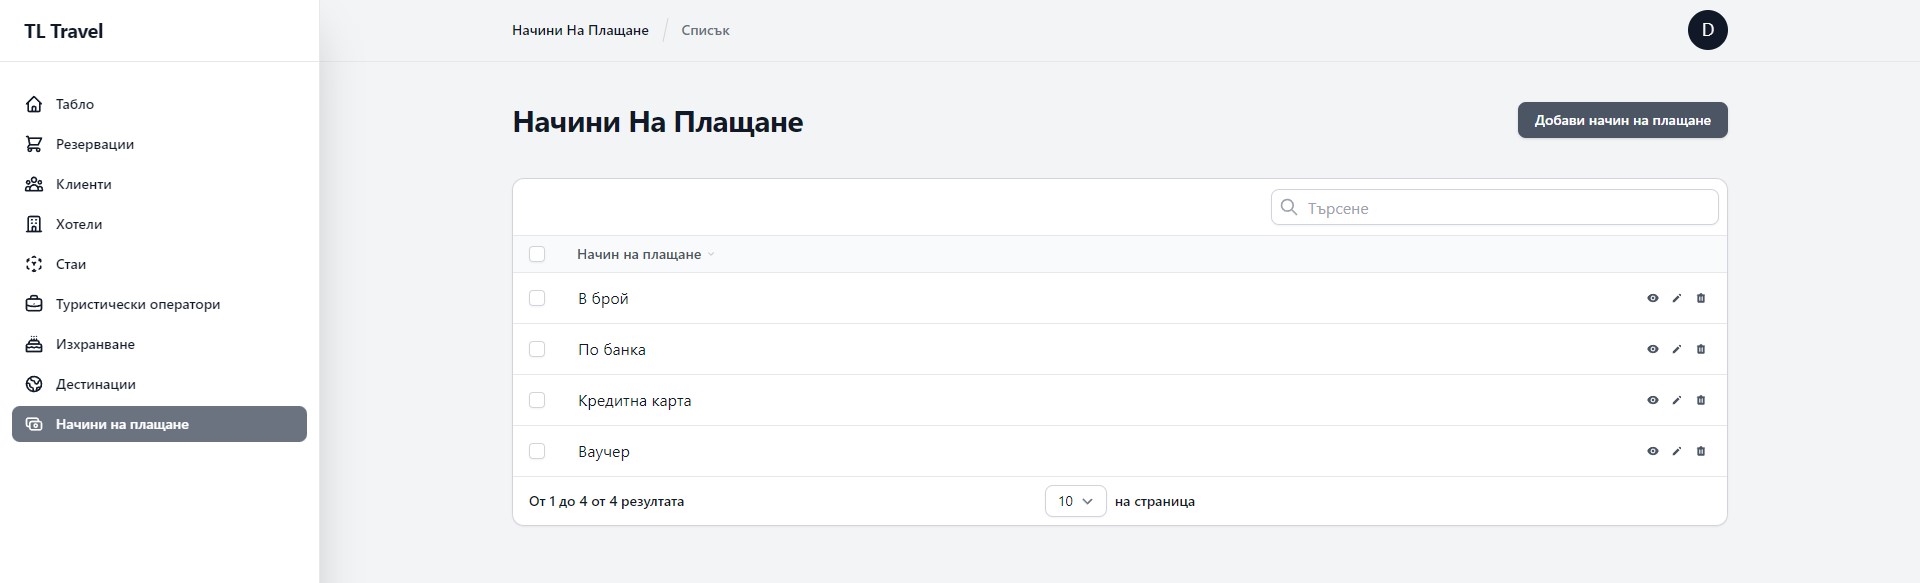 TL Travel
Табло
Резервации
Клиенти
Хотели
Стаи
Туристически оператори
Изхранване
Дестинации
Начини на плащане
Начини На Плащане / Списък
D
Начини На Плащане
Добави начин на плащане
Търсене
Начин на плащане
В брой
По банка
Кредитна карта
Ваучер
От 1 до 4 от 4 резултата
10 на страница